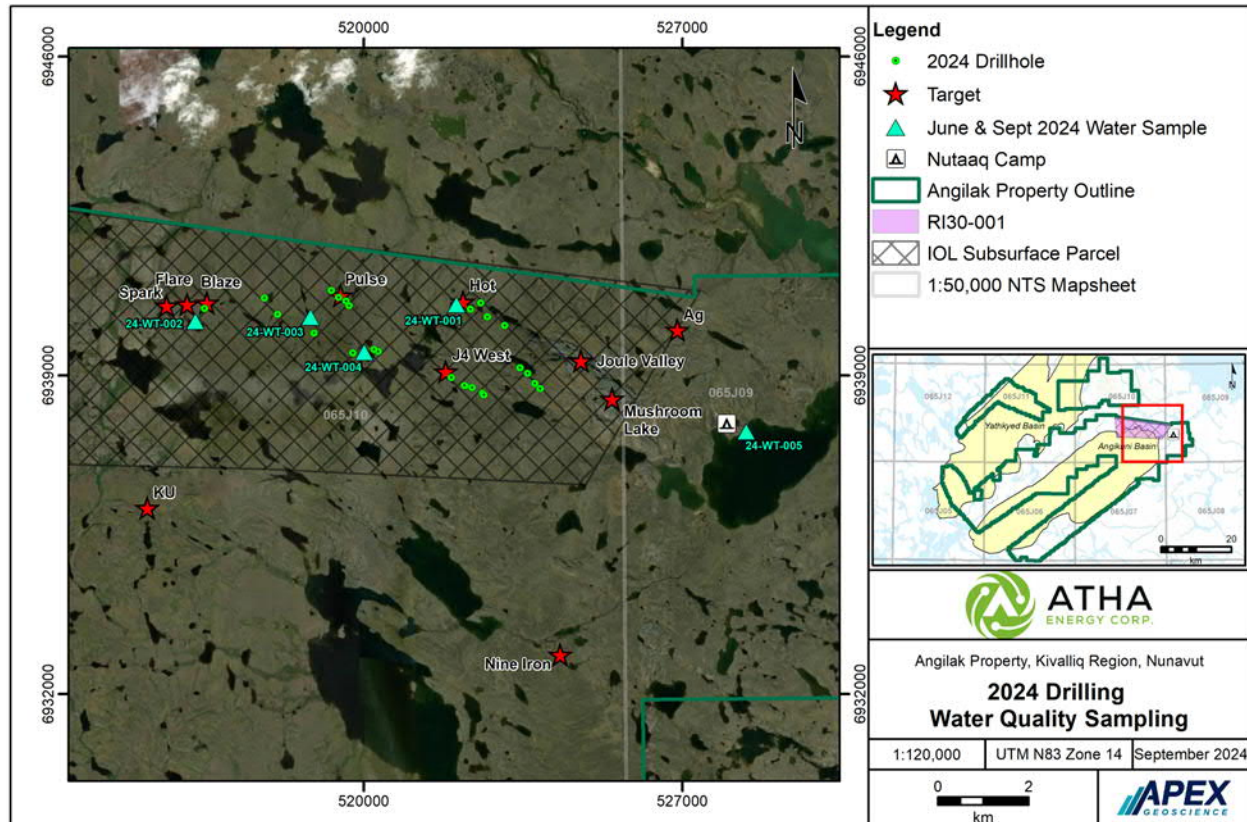 520000
527000
6946000
6946000
6939000
6939000
6932000
6932000
520000
527000
N
Flare
Blaze
Spark
24-WT-002
24-WT-003
Pulse
24-WT-004
Hot
24-WT-001
Ag
J4 West
Joule Valley
065J10
Mushroom
Lake
065J09
24-WT-005
KU
Nine Iron
Legend
2024 Drillhole
Target
June & Sept 2024 Water Sample
Nutaaq Camp
Angilak Property Outline
RI30-001
IOL Subsurface Parcel
1:50,000 NTS Mapsheet
N
065J12
065J11
065J10
065J09
Yathkyed Basin
Angikuni Basin
065J05
065J06
065J07
065J08
0
20
km
ATHA
ENERGY CORP.
Angilak Property, Kivalliq Region, Nunavut
2024 Drilling
Water Quality Sampling
1:120,000
UTM N83 Zone 14
September 2024
0
2
km
APEX
GEOSCIENCE